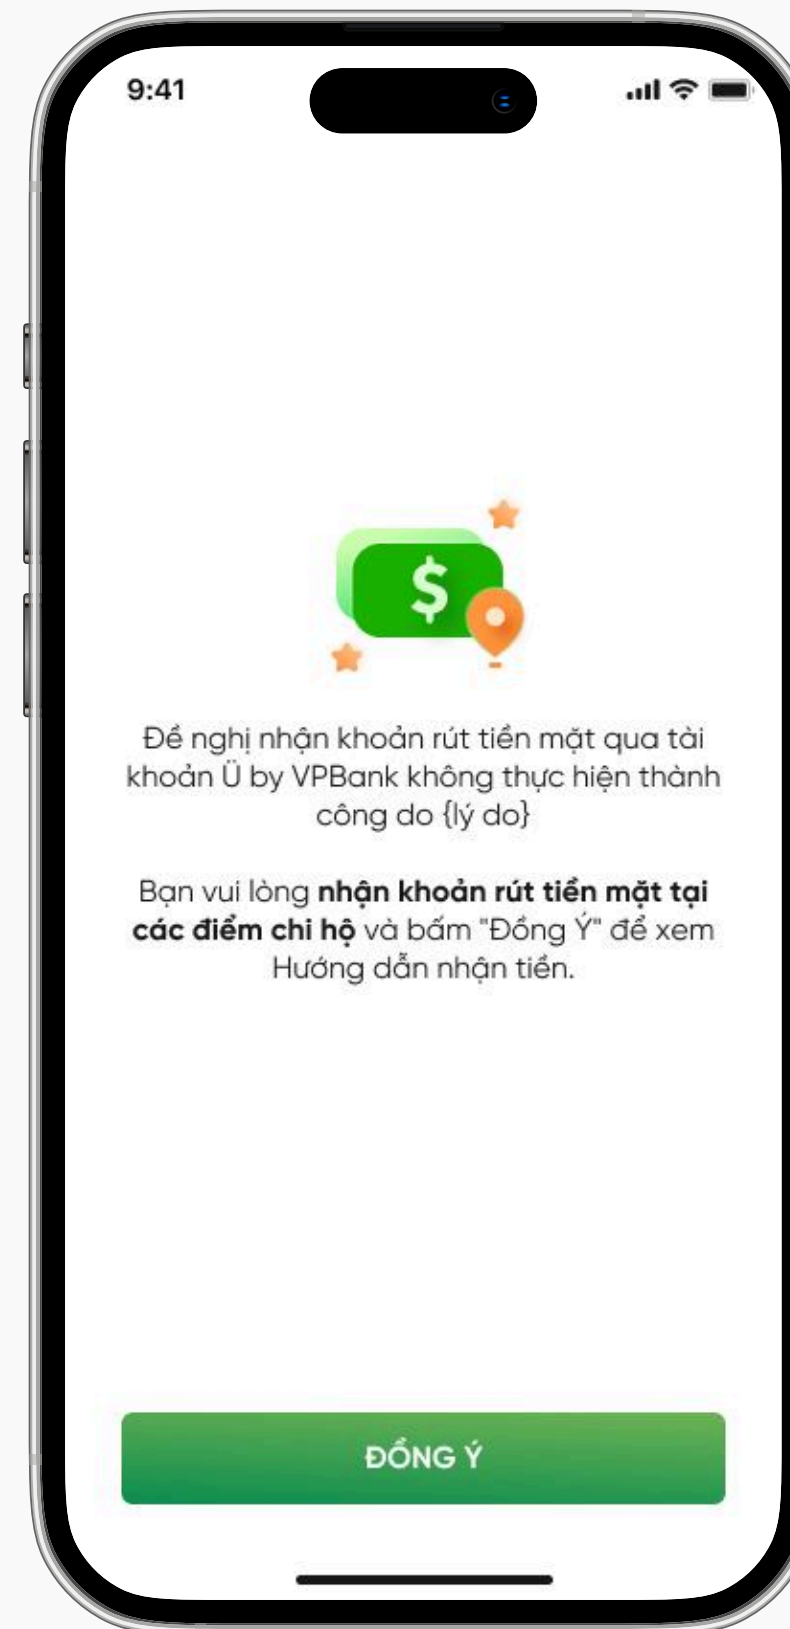 9:41
$
Đề nghị nhận khoản rút tiền mặt qua tài
khoản Ü by VPBank không thực hiện thành
công do {lý do}
Bạn vui lòng nhận khoản rút tiền mặt tại
các điểm chi hộ và bấm "Đồng Ý" để xem
Hướng dẫn nhận tiền.
ĐỒNG Ý